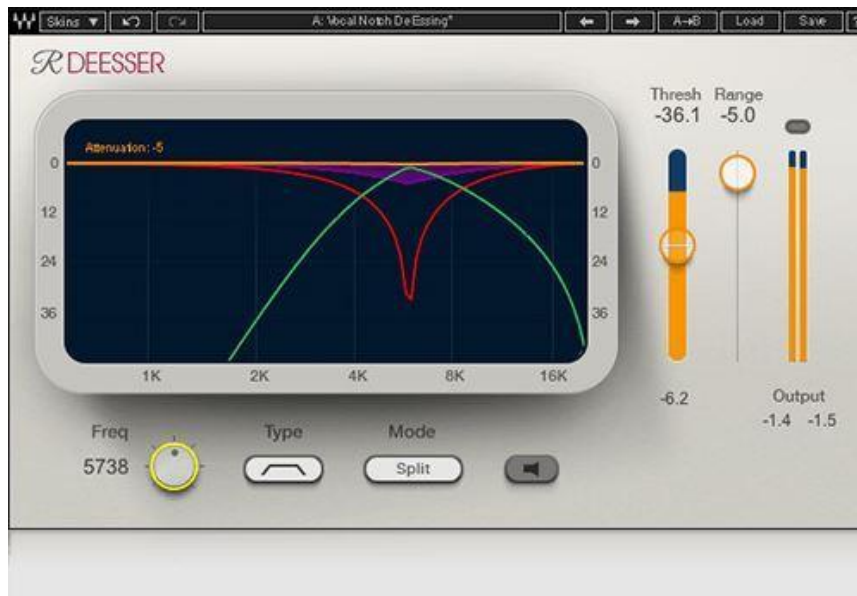 Skins
A: Vocal Notch DeEssing*
A→B
Load
Save
R DEESSER
Thresh Range
-36.1 -5.0
Attenuation: -5
0 0
12 12
24 24
36 36
1K 2K 4K 8K 16K
-6.2
Output
-1.4 -1.5
Freq Type Mode
5738
Split